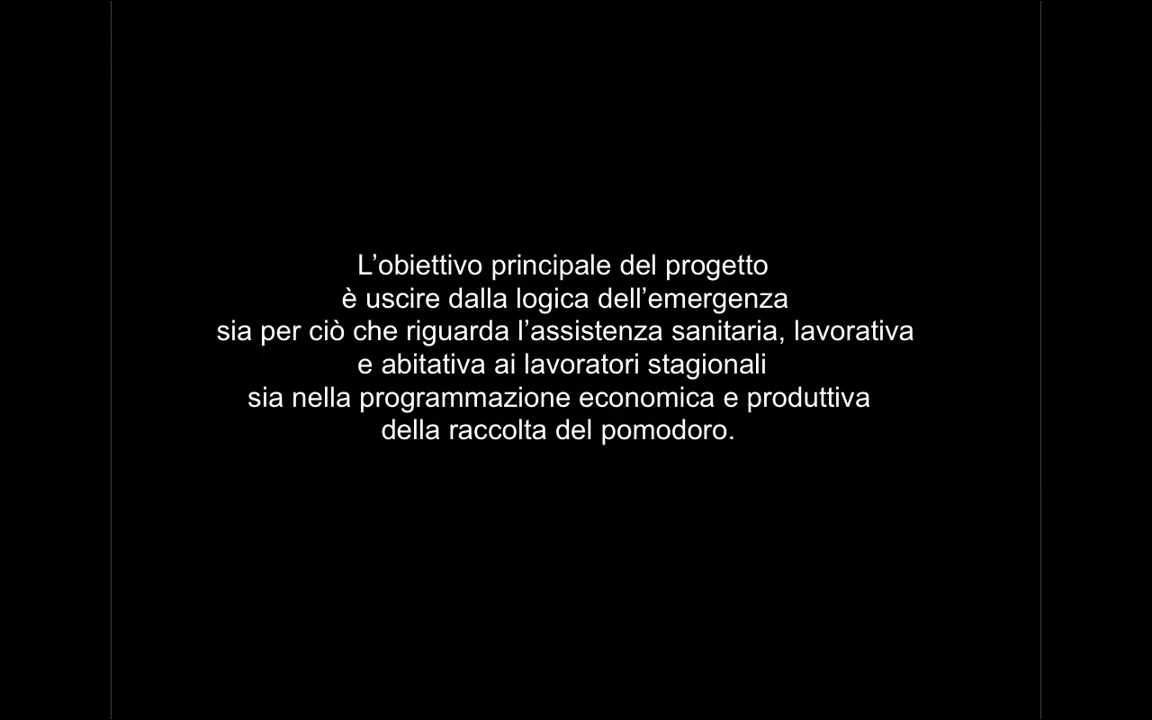 L’obiettivo principale del progetto
è uscire dalla logica dell’emergenza
sia per ciò che riguarda l’assistenza sanitaria, lavorativa
e abitativa ai lavoratori stagionali
sia nella programmazione economica e produttiva
della raccolta del pomodoro.